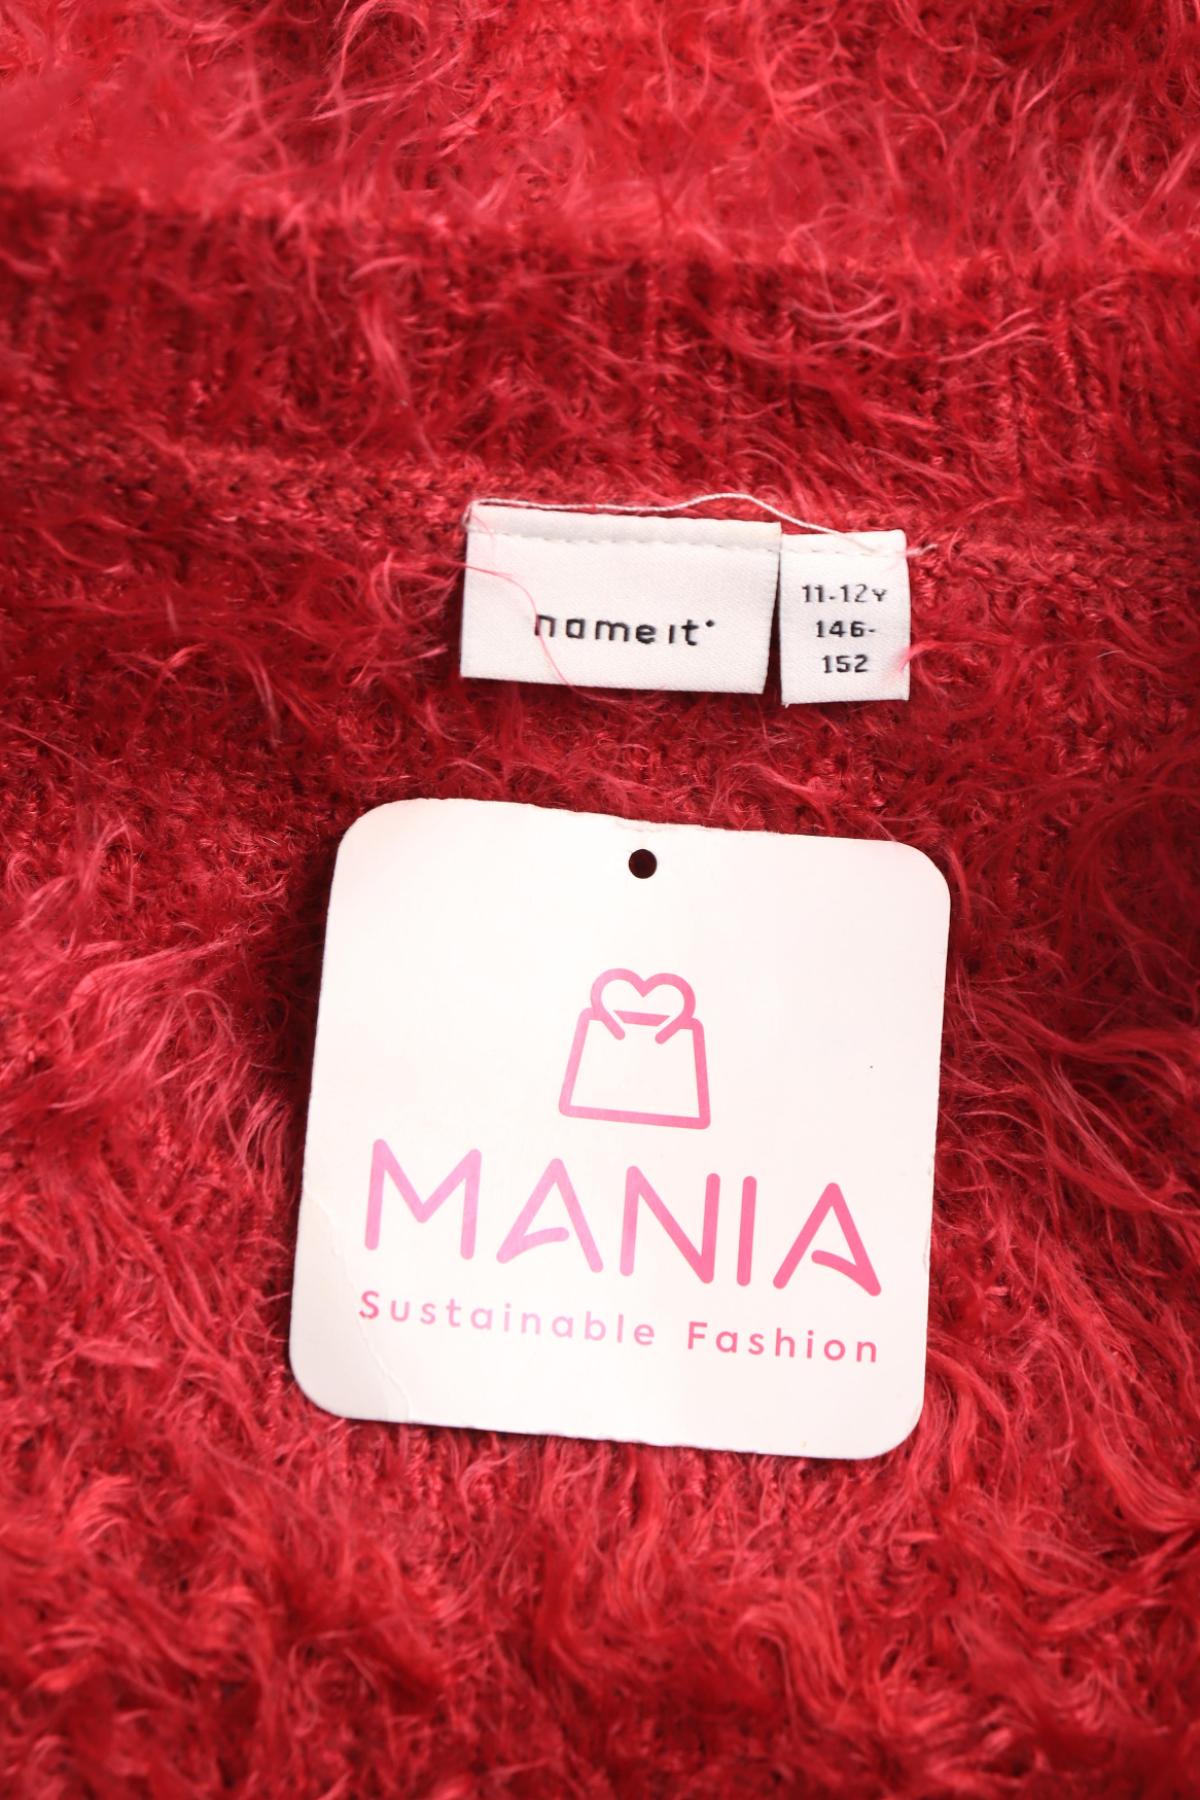 name it
11-12Y
146-
152
MANIA
Sustainable Fashion